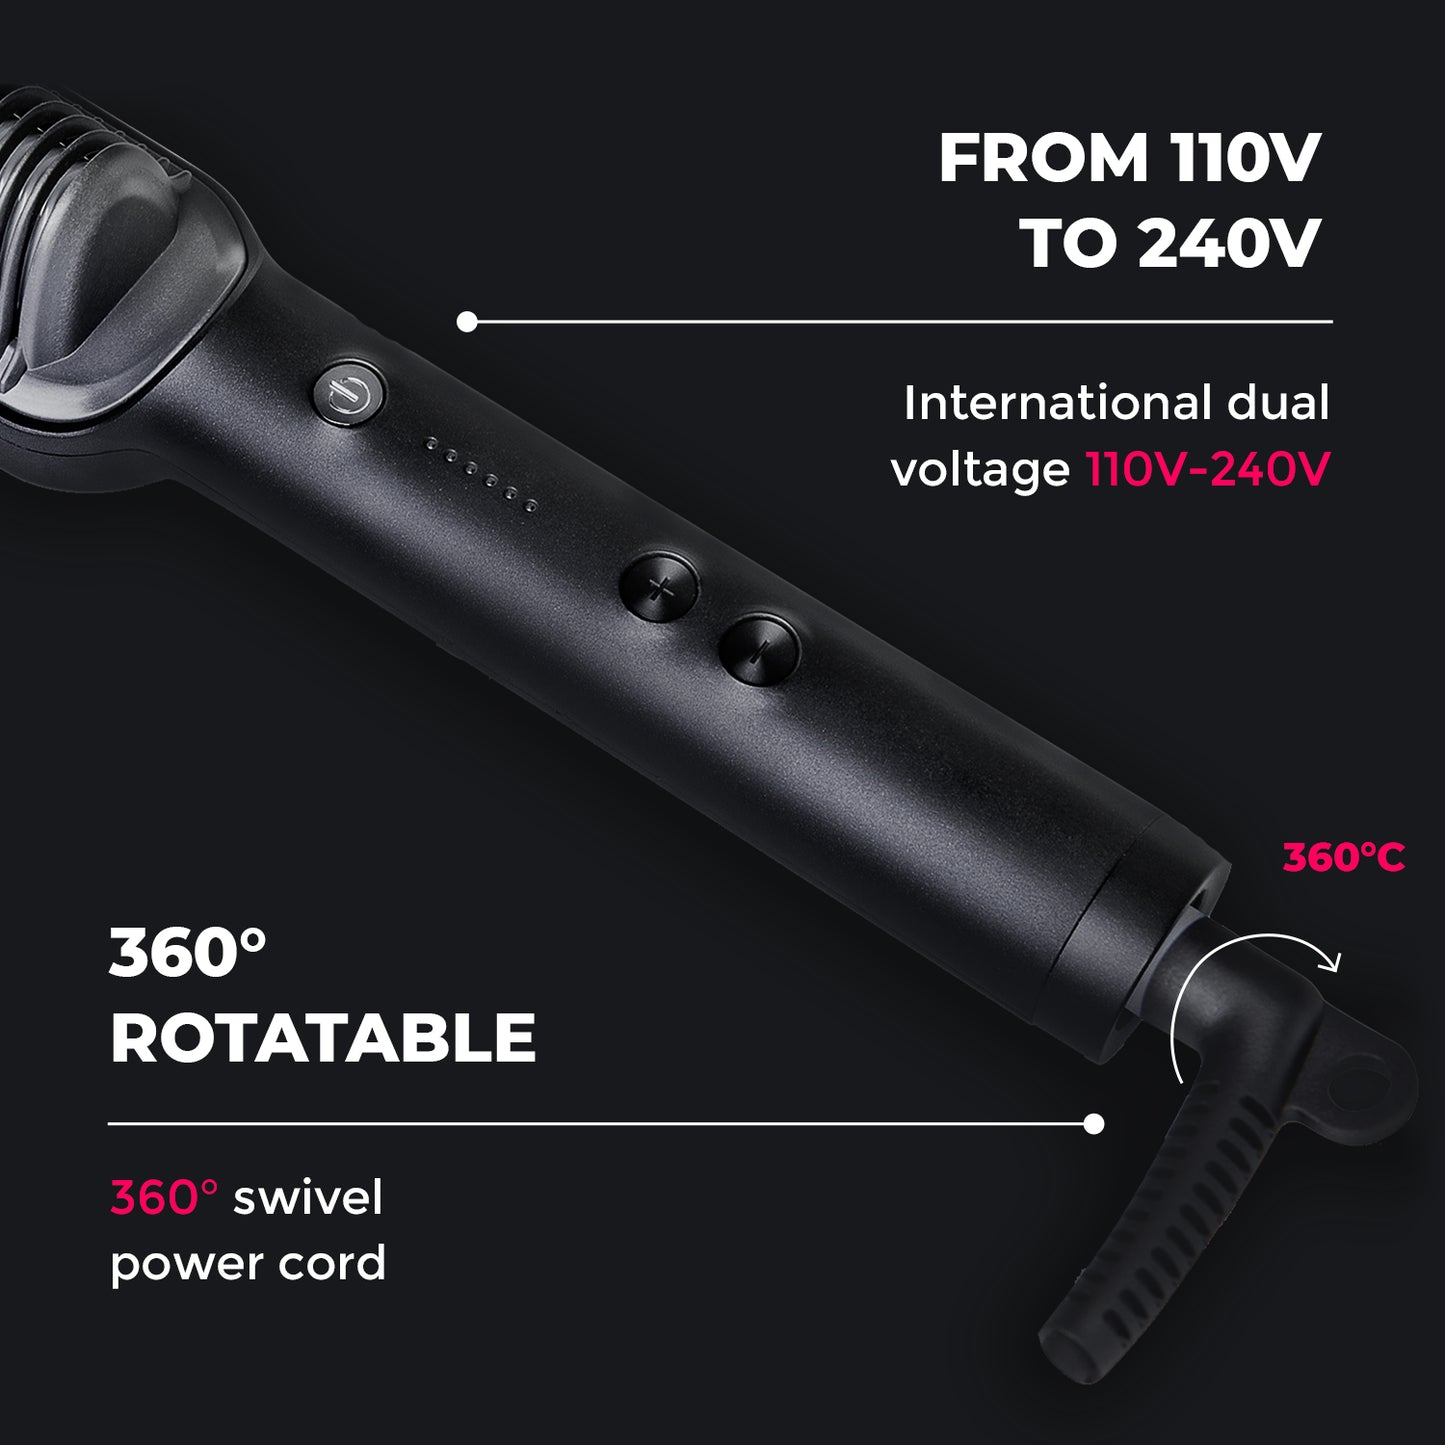 FROM 110V
TO 240V
International dual
voltage 110V-240V
360°C
360°
ROTATABLE
360° swivel
power cord